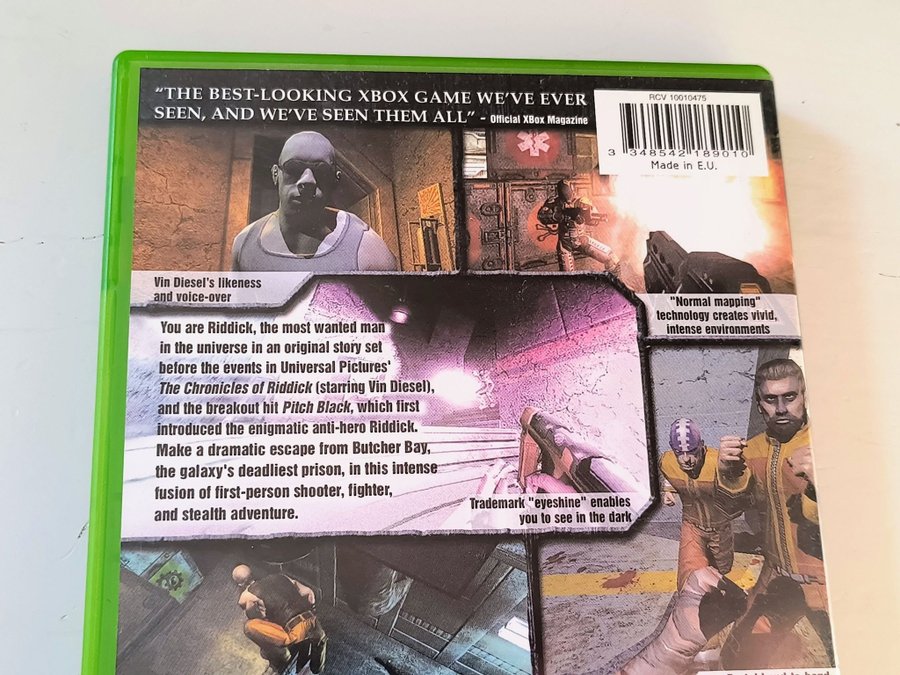 "THE BEST-LOOKING XBOX GAME WE'VE EVER
SEEN, AND WE'VE SEEN THEM ALL" - Official XBox Magazine
RCV 10010475
3 348542 189010
Made in E.U.
Vin Diesel's likeness
and voice-over
"Normal mapping"
technology creates vivid,
intense environments
You are Riddick, the most wanted man
in the universe in an original story set
before the events in Universal Pictures'
The Chronicles of Riddick (starring Vin Diesel),
and the breakout hit Pitch Black, which first
introduced the enigmatic anti-hero Riddick.
Make a dramatic escape from Butcher Bay,
the galaxy's deadliest prison, in this intense
fusion of first-person shooter, fighter,
and stealth adventure.
Trademark "eyeshine" enables
you to see in the dark